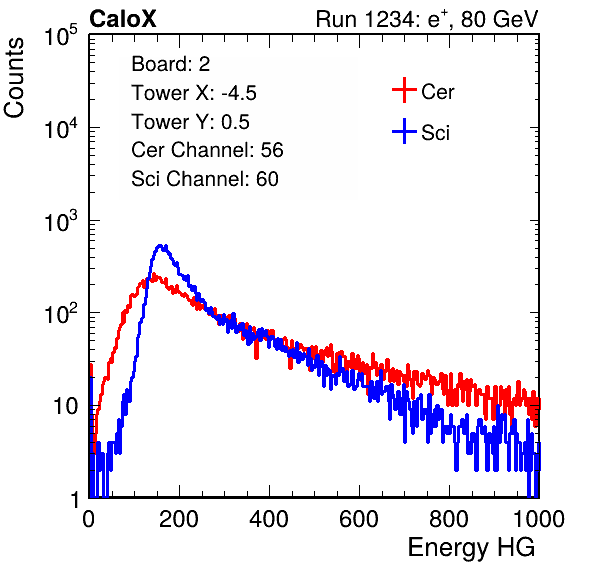 CaloX Run 1234: e⁺, 80 GeV
Counts
Board: 2
Tower X: -4.5
Tower Y: 0.5
Cer Channel: 56
Sci Channel: 60
Cer
Sci
10⁵
10⁴
10³
10²
10
1
0 200 400 600 800 1000
Energy HG